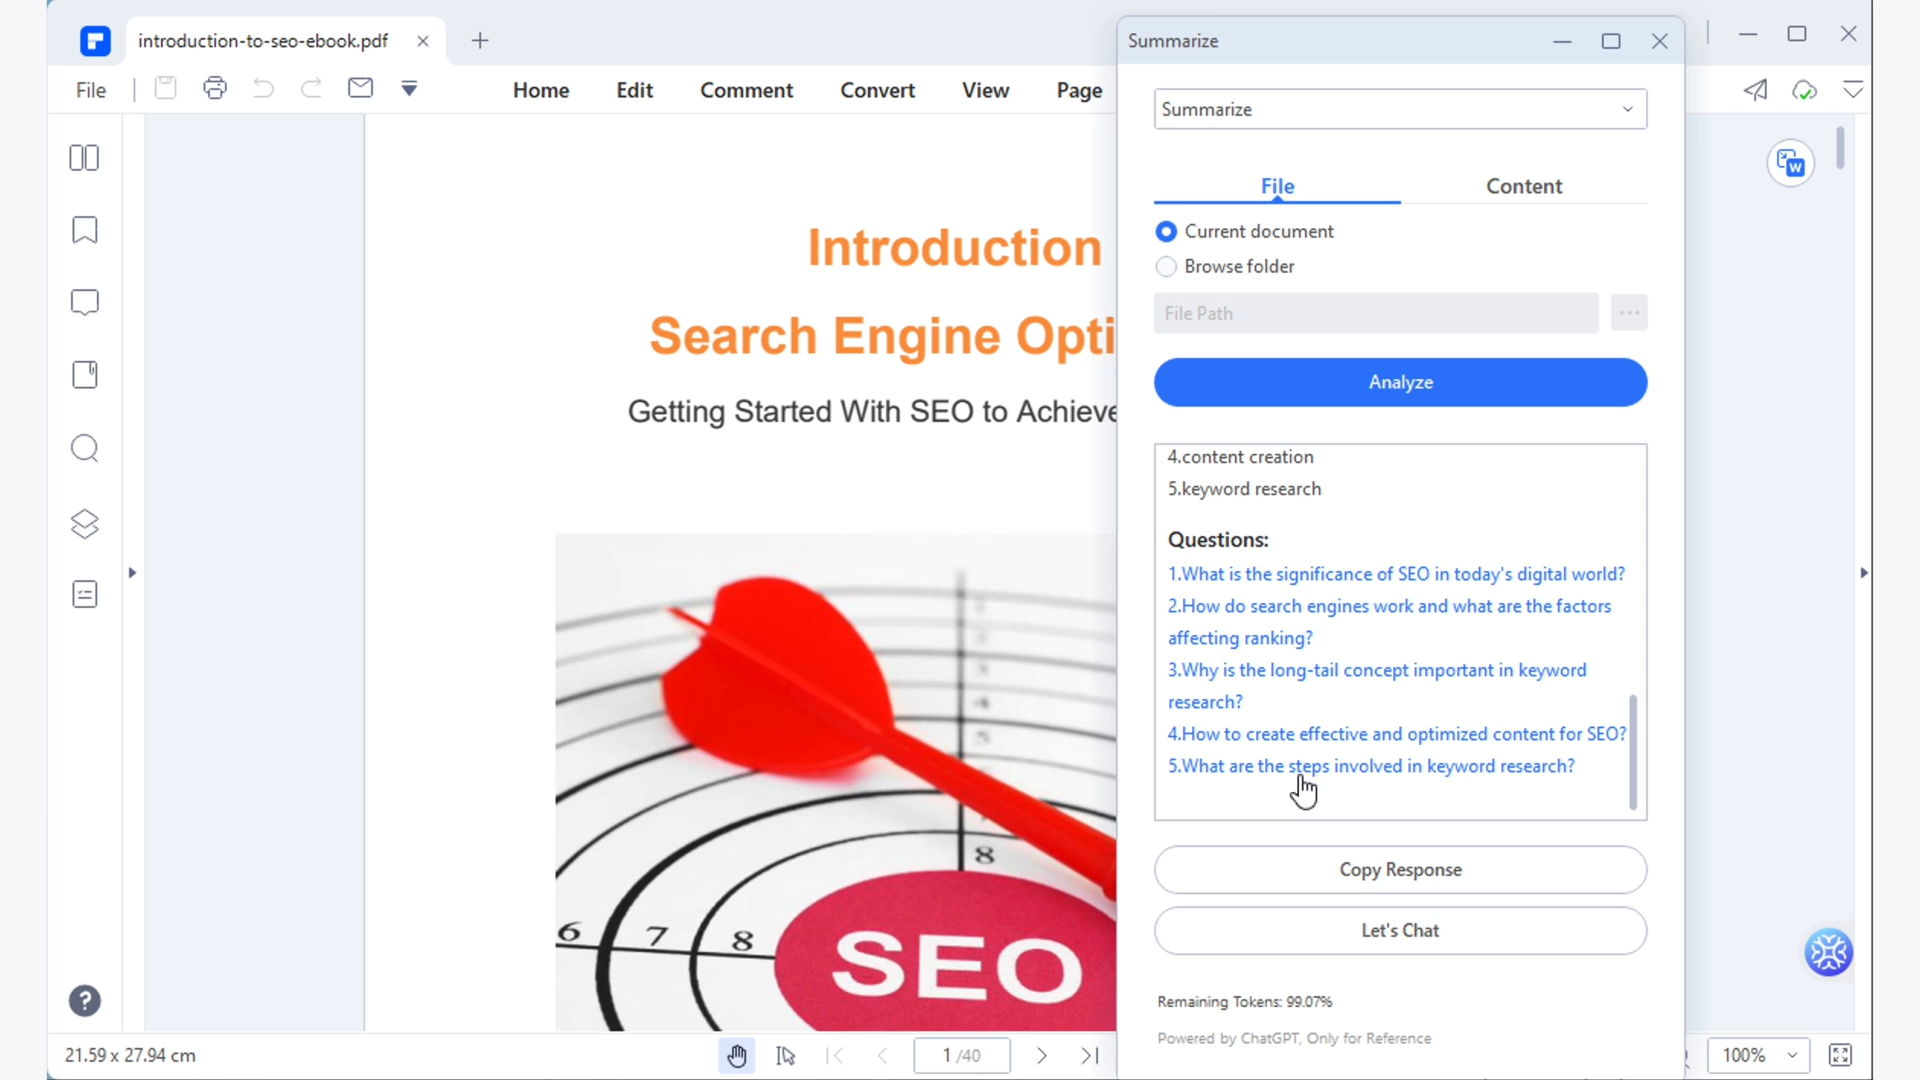 introduction-to-seo-ebook.pdf
Summarize
File
Home
Edit
Comment
Convert
View
Page
Summarize
File
Content
Current document
Browse folder
File Path
Analyze
Introduction
Search Engine Opti
Getting Started With SEO to Achieve
4.content creation
5.keyword research
Questions:
1.What is the significance of SEO in today's digital world?
2.How do search engines work and what are the factors
affecting ranking?
3.Why is the long-tail concept important in keyword
research?
4.How to create effective and optimized content for SEO?
5.What are the steps involved in keyword research?
8
6
7
8
SEO
Copy Response
Let's Chat
Remaining Tokens: 99.07%
Powered by ChatGPT, Only for Reference
21.59 x 27.94 cm
1 /40
100%